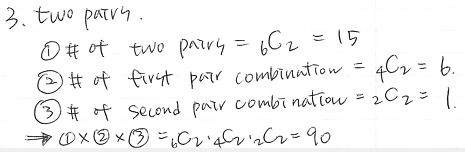 3. two pairs.
① # of two pairs = ₆C₂ = 15
② # of first pair combination = ₄C₂ = 6.
③ # of second pair combination = ₂C₂ = 1.
⇒ ① × ② × ③ = ₆C₂ · ₄C₂ · ₂C₂ = 90